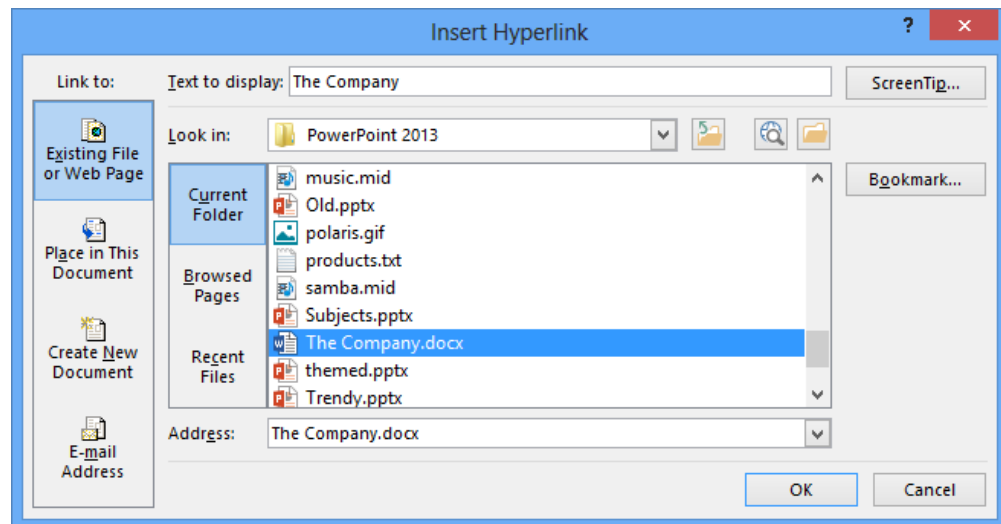 Insert Hyperlink
?
Link to:
Text to display: The Company
ScreenTip...
Existing File
or Web Page
Place in This
Document
Create New
Document
E-mail
Address
Look in:
PowerPoint 2013
Current
Folder
Browsed
Pages
Recent
Files
music.mid
Old.pptx
polaris.gif
products.txt
samba.mid
Subjects.pptx
The Company.docx
themed.pptx
Trendy.pptx
Bookmark...
Address: The Company.docx
OK
Cancel